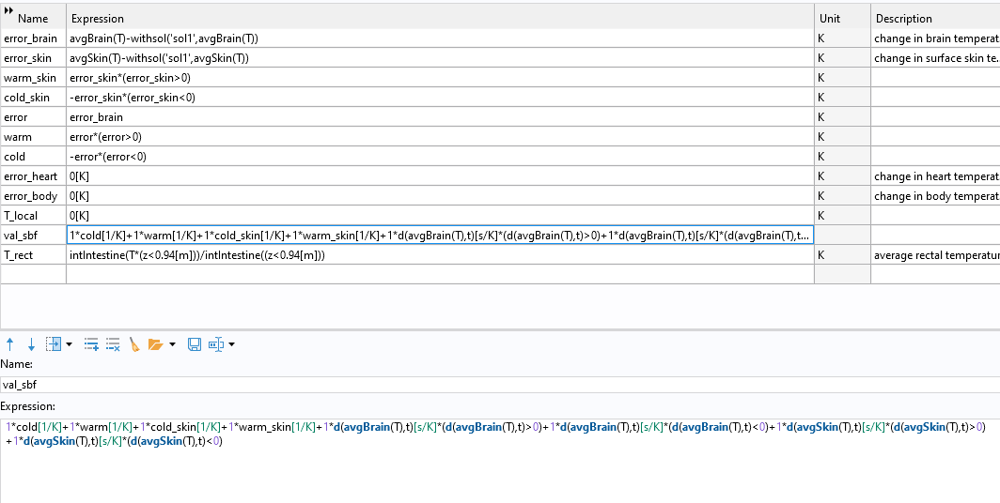 Name Expression Unit Description
error_brain avgBrain(T)-withsol('sol1',avgBrain(T)) K change in brain temperat
error_skin avgSkin(T)-withsol('sol1',avgSkin(T)) K change in surface skin te...
warm_skin error_skin*(error_skin>0) K
cold_skin -error_skin*(error_skin<0) K
error error_brain K
warm error*(error>0) K
cold -error*(error<0) K
error_heart 0[K] K change in heart temperat
error_body 0[K] K change in body temperat
T_local 0[K] K
val_sbf 1*cold[1/K]+1*warm[1/K]+1*cold_skin[1/K]+1*warm_skin[1/K]+1*d(avgBrain(T),t)[s/K]*(d(avgBrain(T),t)>0)+1*d(avgBrain(T),t)[s/K]*(d(avgBrain(T),t...
T_rect intIntestine(T*(z<0.94[m]))/intIntestine((z<0.94[m])) K average rectal temperatur
Name:
val_sbf
Expression:
1*cold[1/K]+1*warm[1/K]+1*cold_skin[1/K]+1*warm_skin[1/K]+1*d(avgBrain(T),t)[s/K]*(d(avgBrain(T),t)>0)+1*d(avgBrain(T),t)[s/K]*(d(avgBrain(T),t)<0)+1*d(avgSkin(T),t)[s/K]*(d(avgSkin(T),t)>0)
+1*d(avgSkin(T),t)[s/K]*(d(avgSkin(T),t)<0)